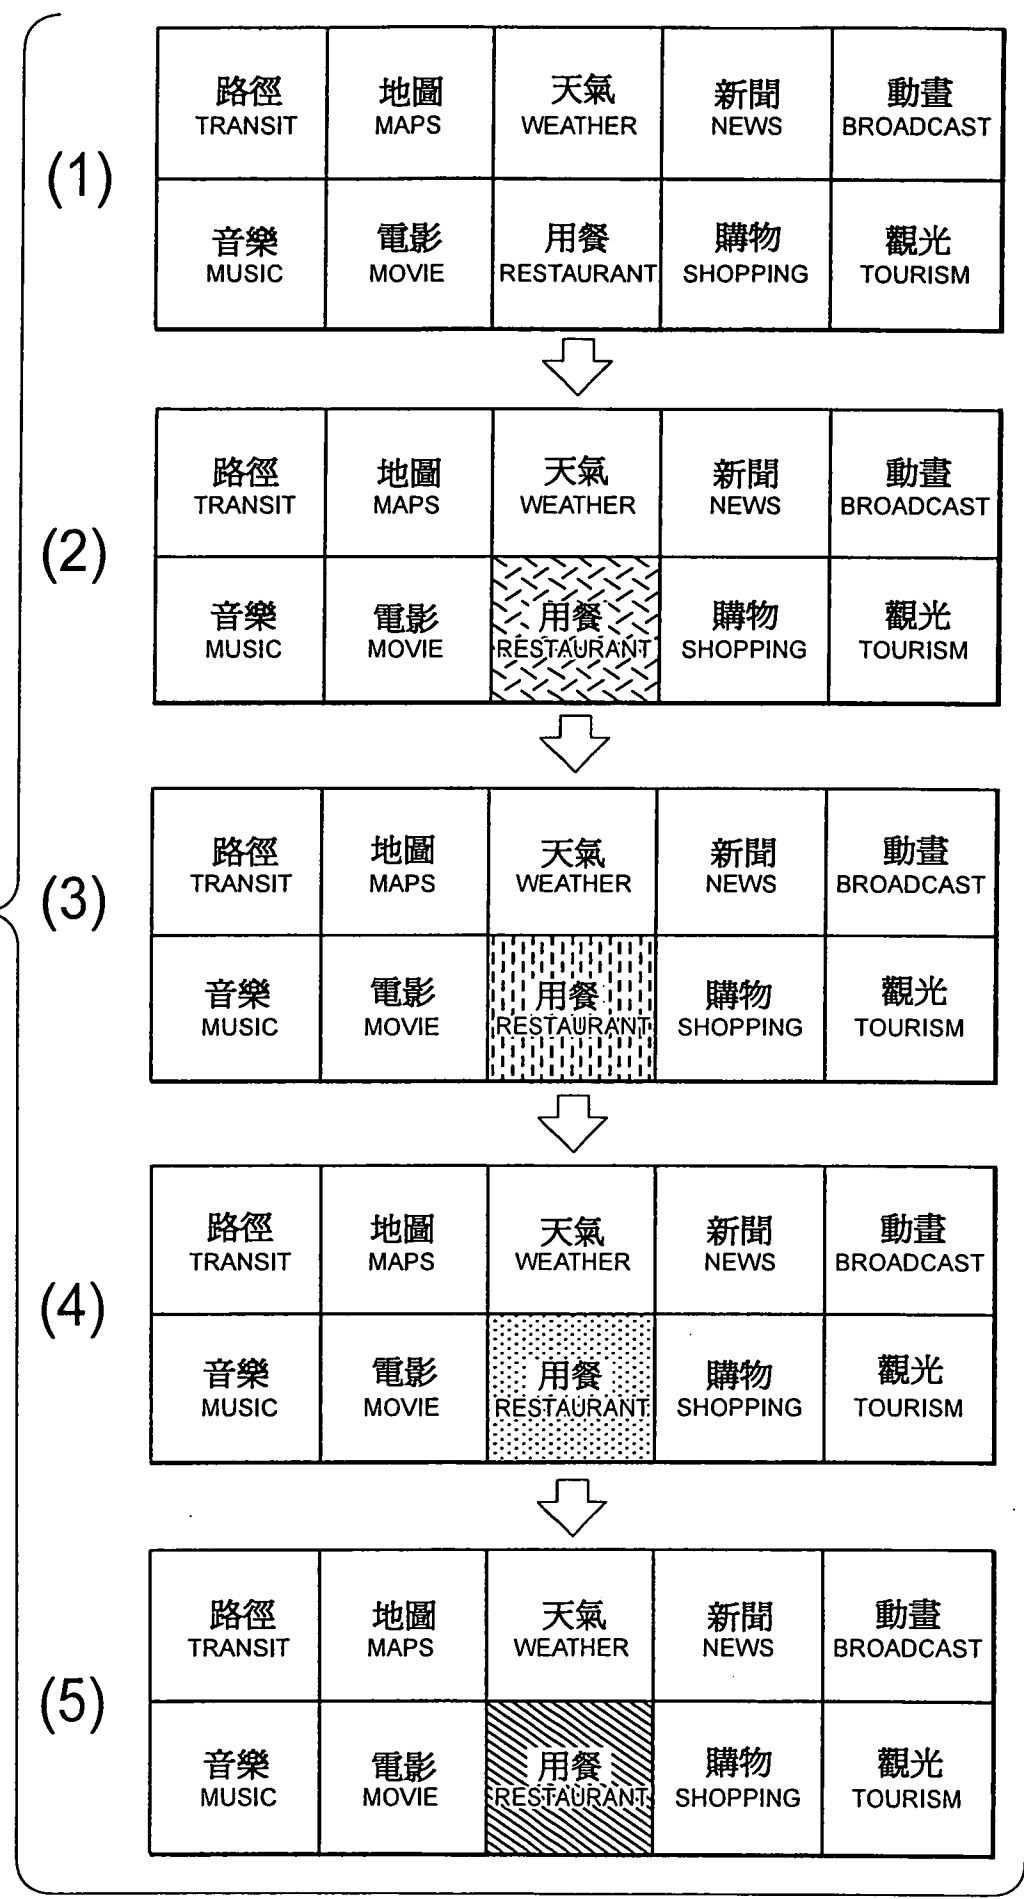 (1)
路徑 地圖 天氣 新聞 動畫
TRANSIT MAPS WEATHER NEWS BROADCAST
音樂 電影 用餐 購物 觀光
MUSIC MOVIE RESTAURANT SHOPPING TOURISM
(2)
路徑 地圖 天氣 新聞 動畫
TRANSIT MAPS WEATHER NEWS BROADCAST
音樂 電影 用餐 購物 觀光
MUSIC MOVIE RESTAURANT SHOPPING TOURISM
(3)
路徑 地圖 天氣 新聞 動畫
TRANSIT MAPS WEATHER NEWS BROADCAST
音樂 電影 用餐 購物 觀光
MUSIC MOVIE RESTAURANT SHOPPING TOURISM
(4)
路徑 地圖 天氣 新聞 動畫
TRANSIT MAPS WEATHER NEWS BROADCAST
音樂 電影 用餐 購物 觀光
MUSIC MOVIE RESTAURANT SHOPPING TOURISM
(5)
路徑 地圖 天氣 新聞 動畫
TRANSIT MAPS WEATHER NEWS BROADCAST
音樂 電影 用餐 購物 觀光
MUSIC MOVIE RESTAURANT SHOPPING TOURISM